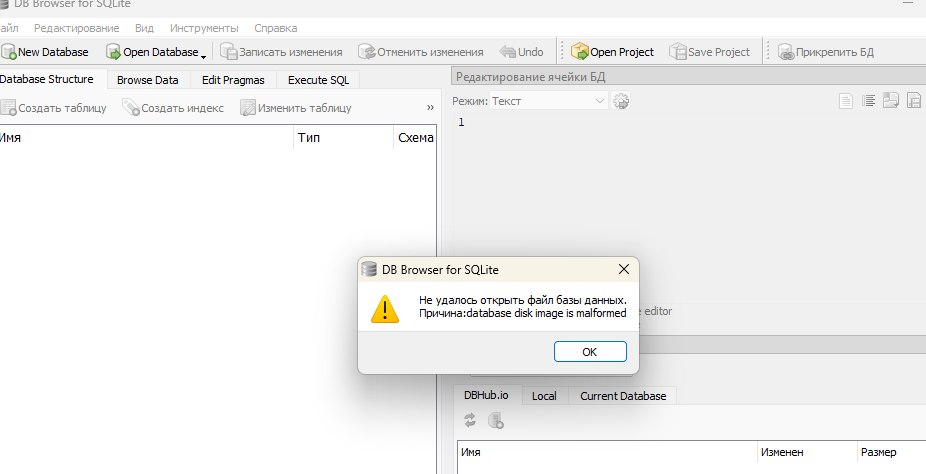 DB Browser for SQLite
айл Редактирование Вид Инструменты Справка
New Database Open Database Записать изменения Отменить изменения Undo Open Project Save Project Прикрепить БД
Database Structure Browse Data Edit Pragmas Execute SQL
Редактирование ячейки БД
Создать таблицу Создать индекс Изменить таблицу »
Режим: Текст
Имя Тип Схема
1
DB Browser for SQLite
Не удалось открыть файл базы данных.
Причина:database disk image is malformed
OK
e editor
DBHub.io Local Current Database
Имя Изменен Размер